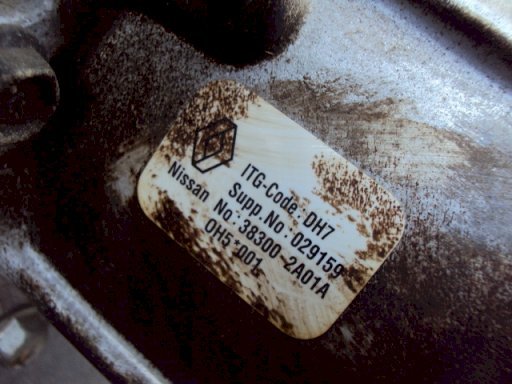 ITG-Code : DH7
Supp.No : 029159
Nissan No : 38300-2A01A
0H5*001